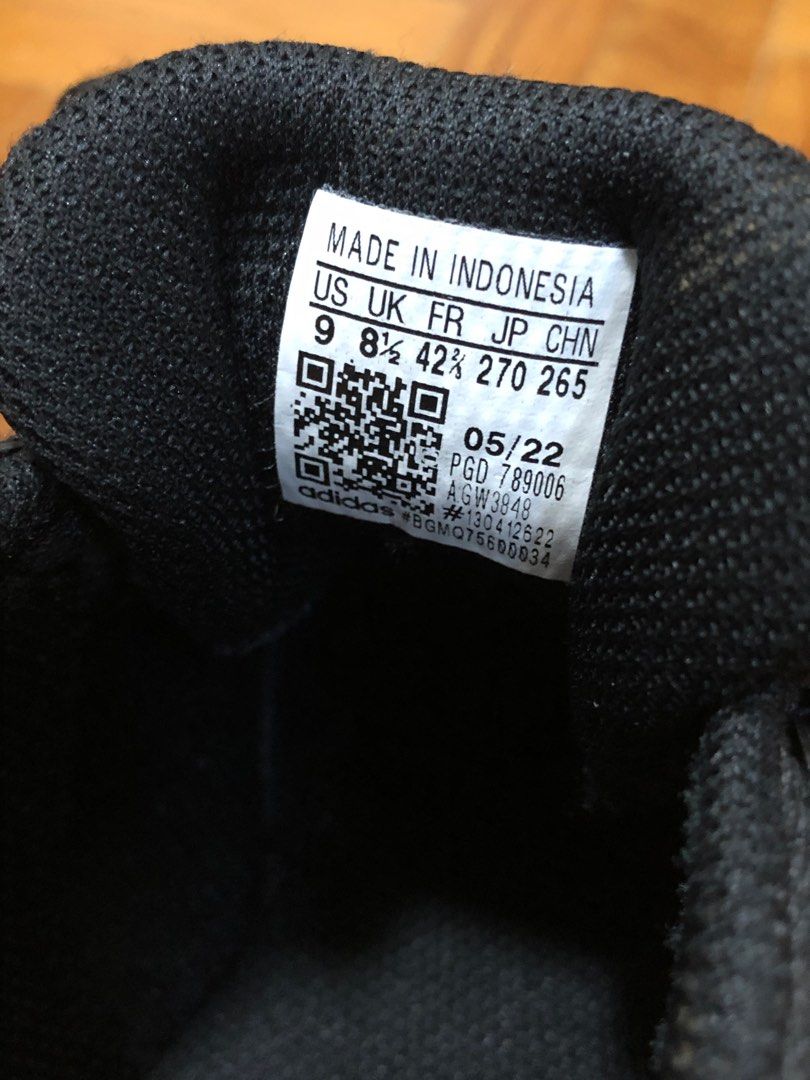 MADE IN INDONESIA
US UK FR JP CHN
9 8½ 42⅔ 270 265
05/22
PGD 789006
AGW3848
#130412622
adidas #BGMQ75600034